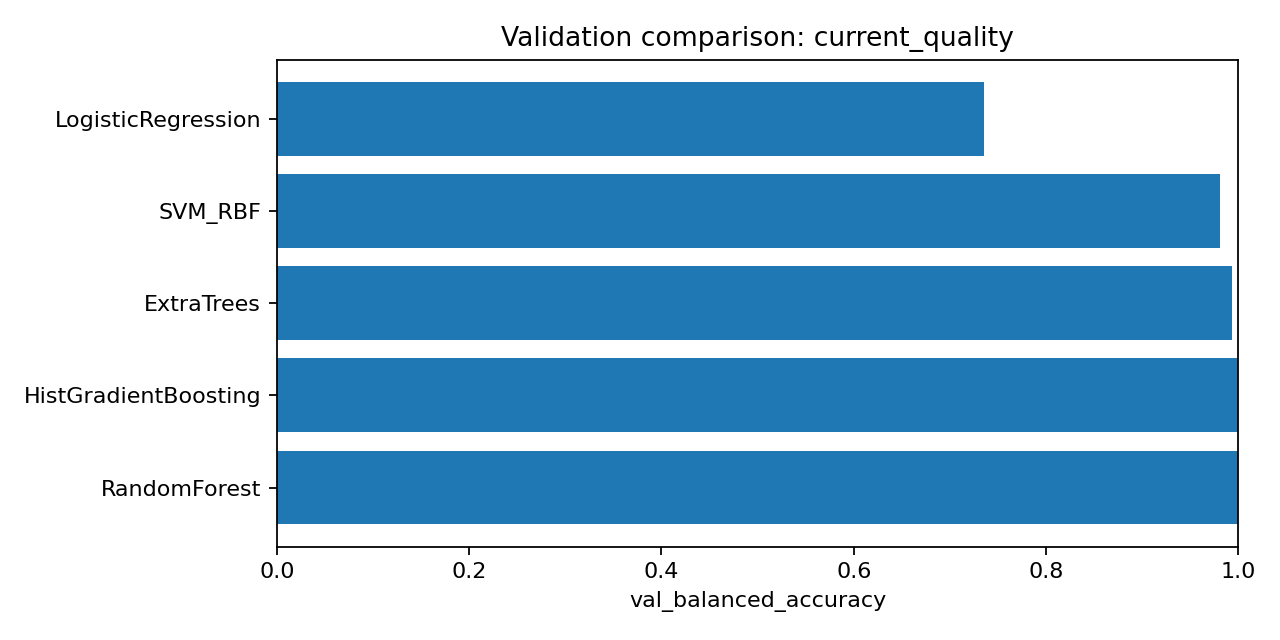 Validation comparison: current_quality
LogisticRegression
SVM_RBF
ExtraTrees
HistGradientBoosting
RandomForest
0.0 0.2 0.4 0.6 0.8 1.0
val_balanced_accuracy